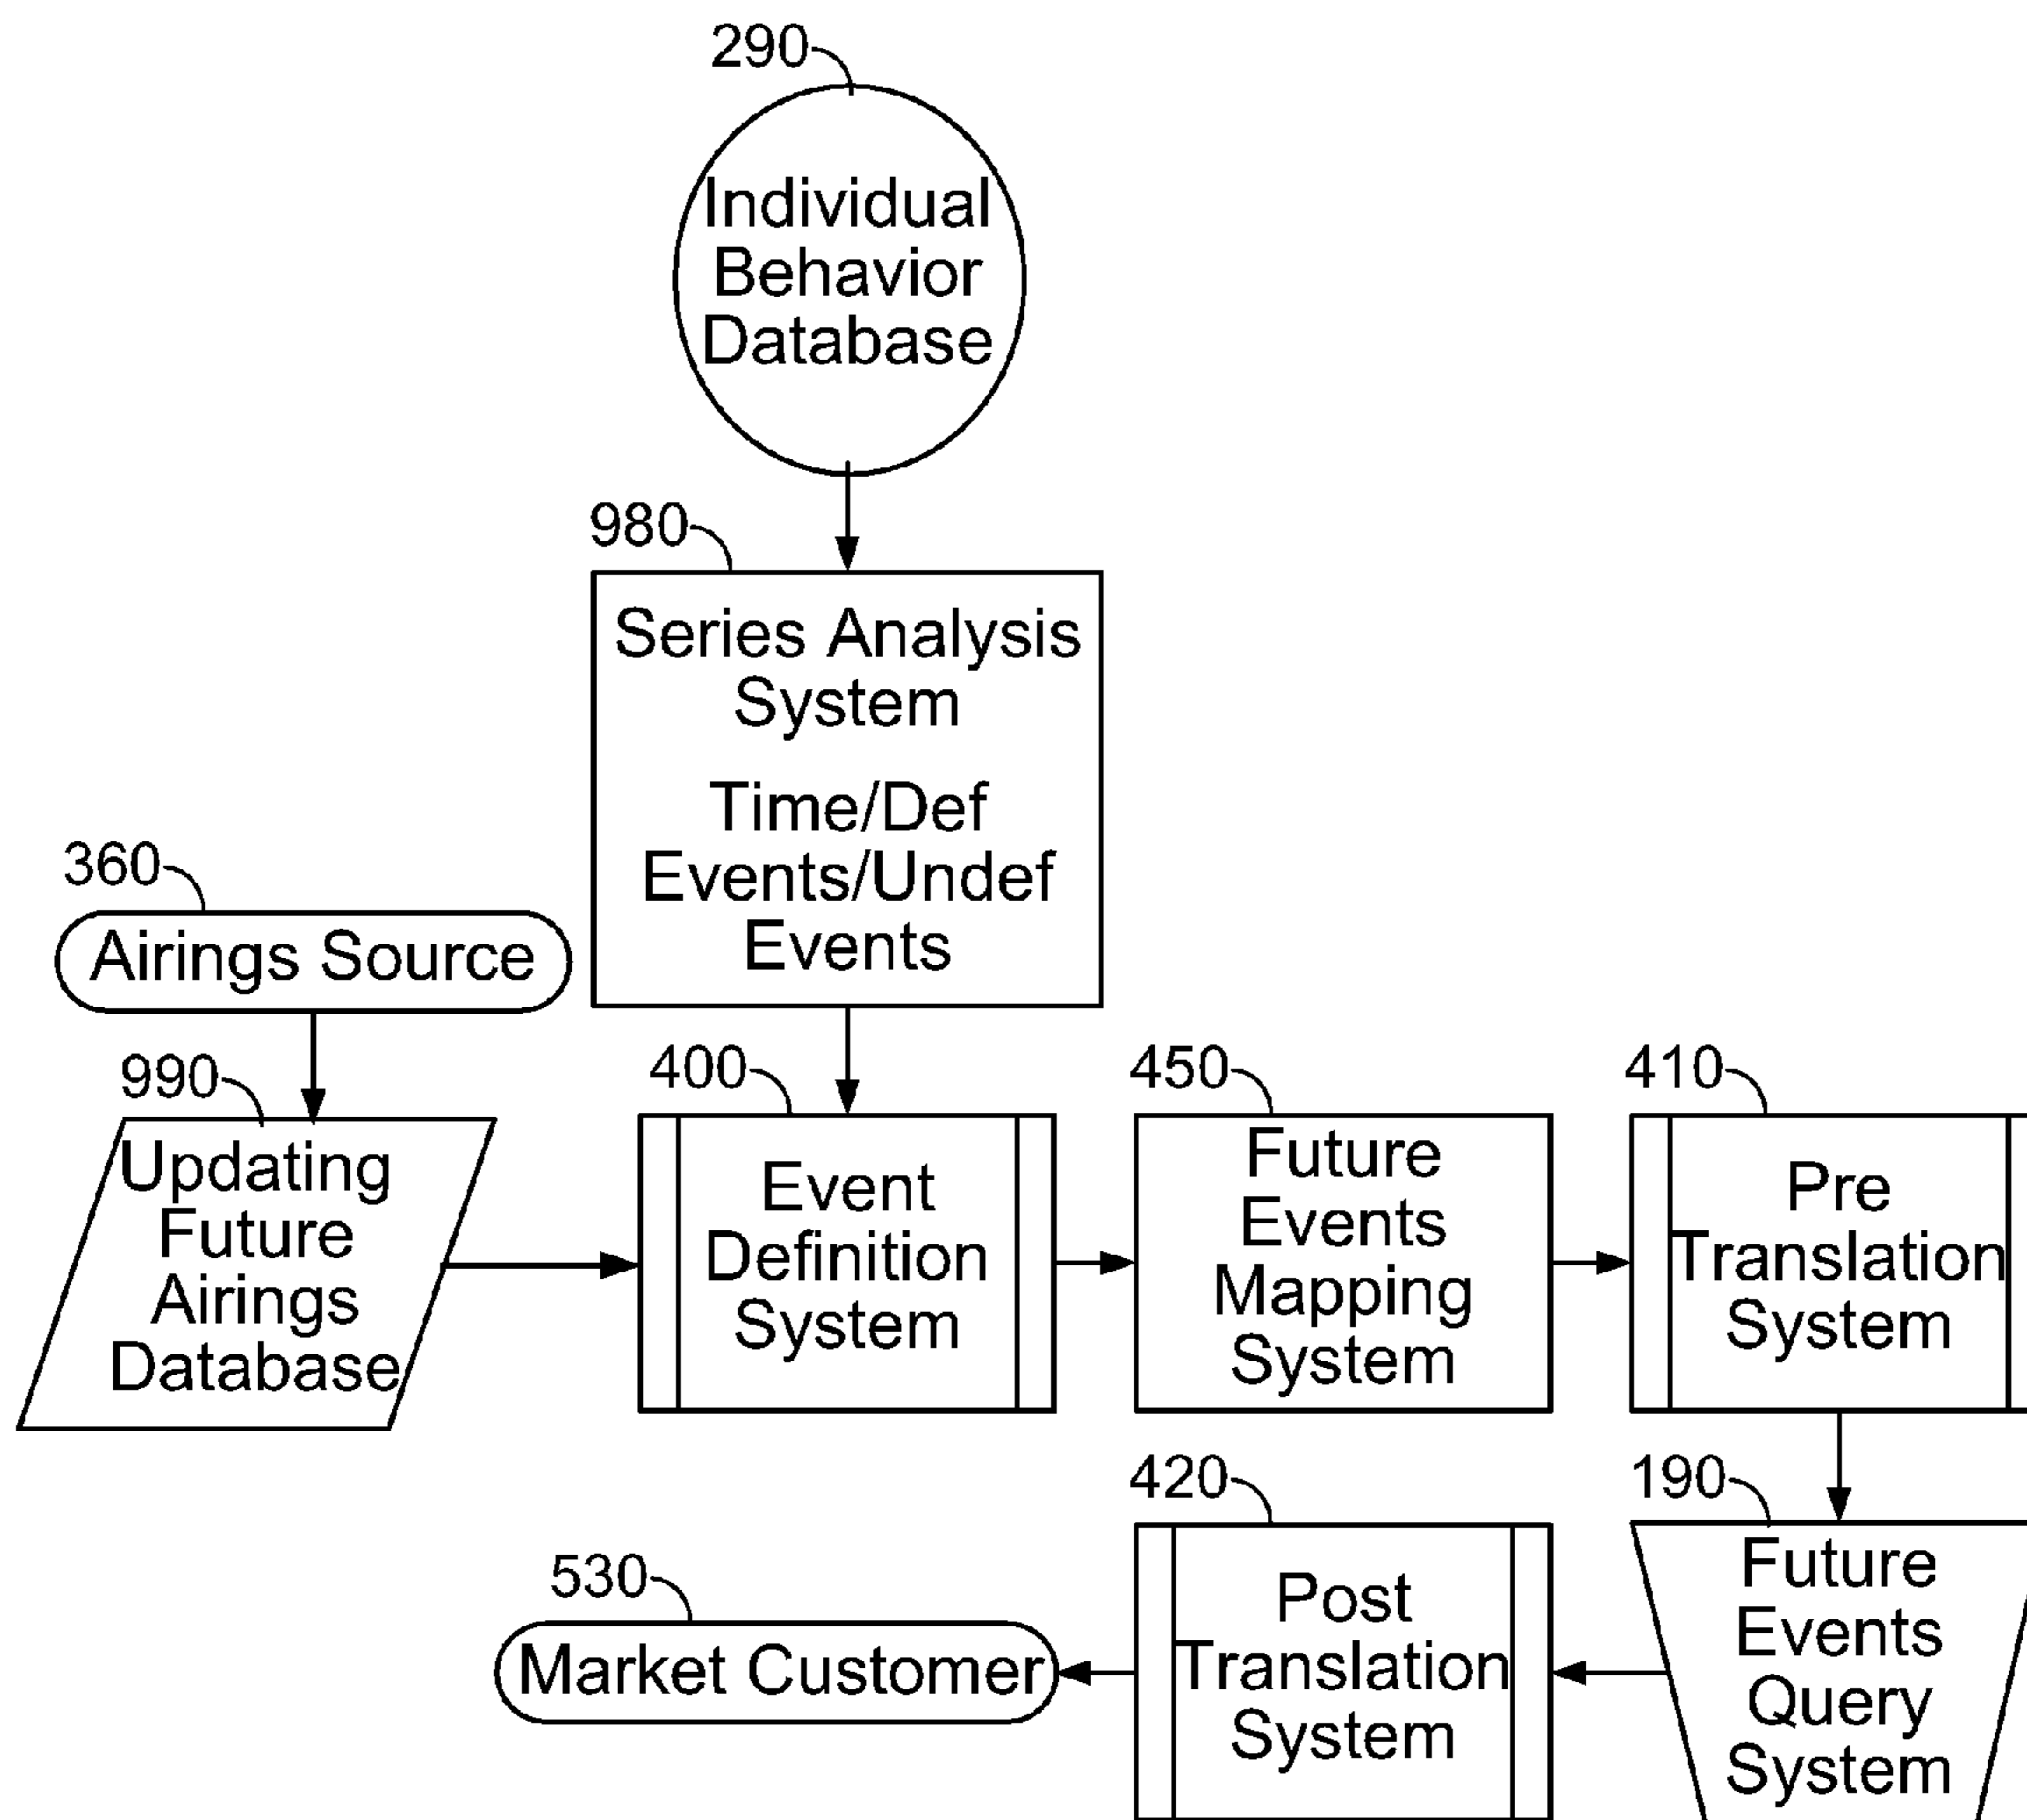 290
Individual
Behavior
Database
980
Series Analysis
System
Time/Def
Events/Undef
Events
360
Airings Source
990
Updating
Future
Airings
Database
400
Event
Definition
System
450
Future
Events
Mapping
System
410
Pre
Translation
System
190
Future
Events
Query
System
420
Post
Translation
System
530
Market Customer